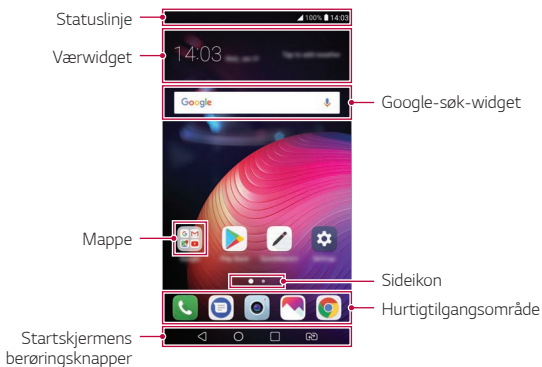 Statuslinje
100% 14:03
Værwidget
14:03
Google
Google-søk-widget
Mappe
Sideikon
Hurtigtilgangsområde
Startskjermens
berøringsknapper